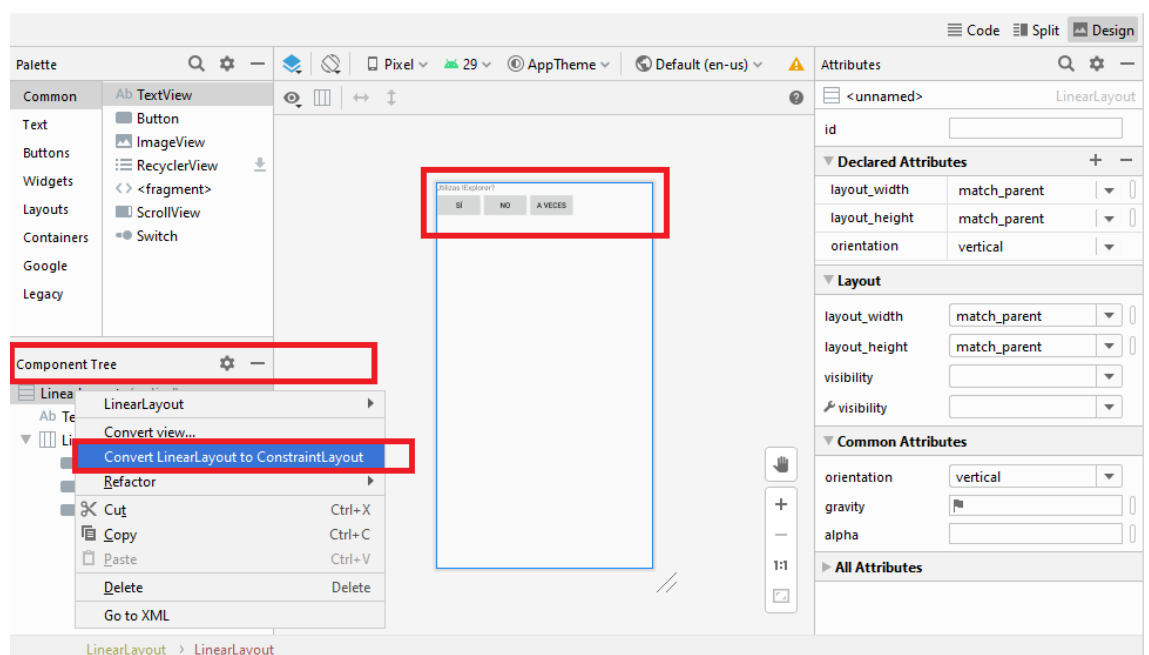 Code Split Design
Palette
Pixel 29 AppTheme Default (en-us)
Attributes
Common
Text
Buttons
Widgets
Layouts
Containers
Google
Legacy
Ab TextView
Button
ImageView
RecyclerView
<> <fragment>
ScrollView
Switch
Utilizas IExplorer?
SÍ NO A VECES
Component Tree
Linea
Ab Te
Li
LinearLayout
Convert view...
Convert LinearLayout to ConstraintLayout
Refactor
Cut Ctrl+X
Copy Ctrl+C
Paste Ctrl+V
Delete Delete
Go to XML
LinearLayout > LinearLayout
1:1
<unnamed> LinearLayout
id
Declared Attributes
layout_width match_parent
layout_height match_parent
orientation vertical
Layout
layout_width match_parent
layout_height match_parent
visibility
visibility
Common Attributes
orientation vertical
gravity
alpha
All Attributes